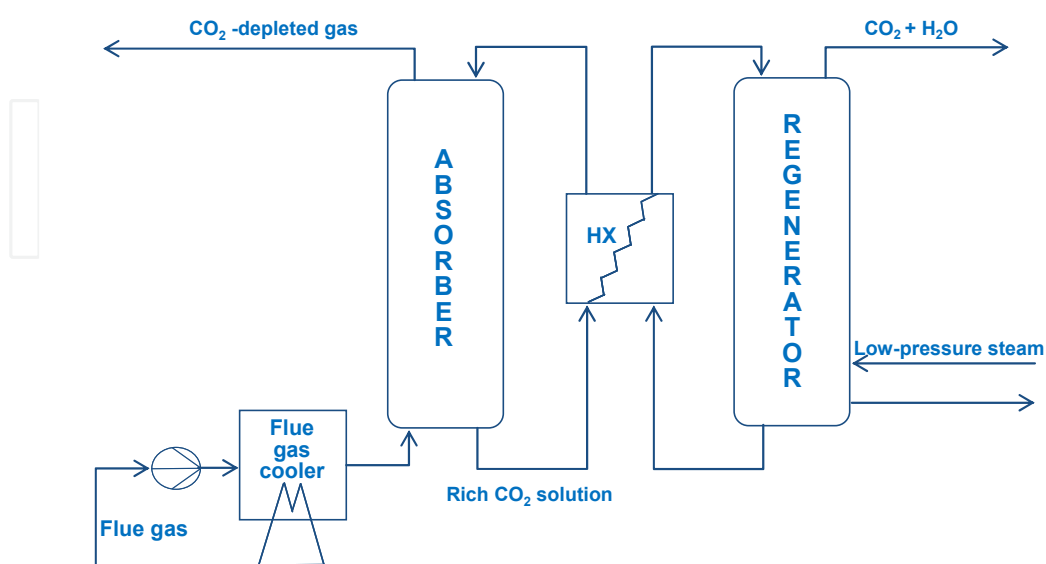 CO₂ -depleted gas
CO₂ + H₂O
ABSORBER
REGENERATOR
HX
Low-pressure steam
Flue
gas
cooler
Rich CO₂ solution
Flue gas